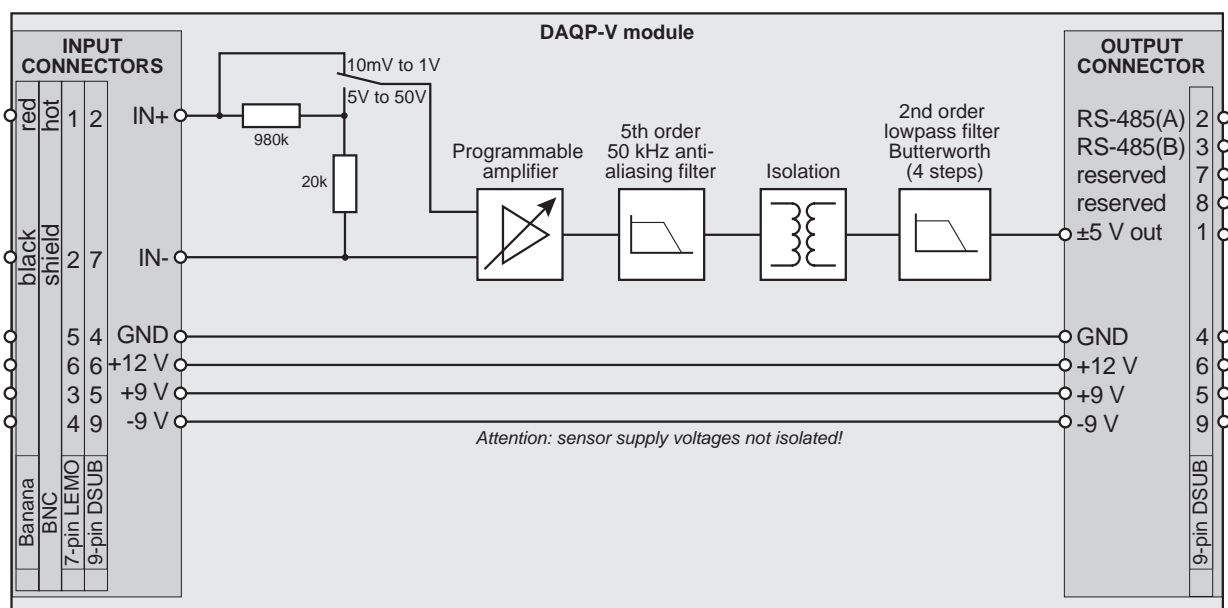 DAQP-V module
INPUT
CONNECTORS
red
hot
1
2
IN+
black
shield
2
7
IN-
5
4
GND
6
6
+12 V
3
5
+9 V
4
9
-9 V
Banana
BNC
7-pin LEMO
9-pin DSUB
10mV to 1V
5V to 50V
980k
20k
Programmable
amplifier
5th order
50 kHz anti-
aliasing filter
Isolation
2nd order
lowpass filter
Butterworth
(4 steps)
Attention: sensor supply voltages not isolated!
OUTPUT
CONNECTOR
RS-485(A) 2
RS-485(B) 3
reserved 7
reserved 8
±5 V out 1
GND 4
+12 V 6
+9 V 5
-9 V 9
9-pin DSUB